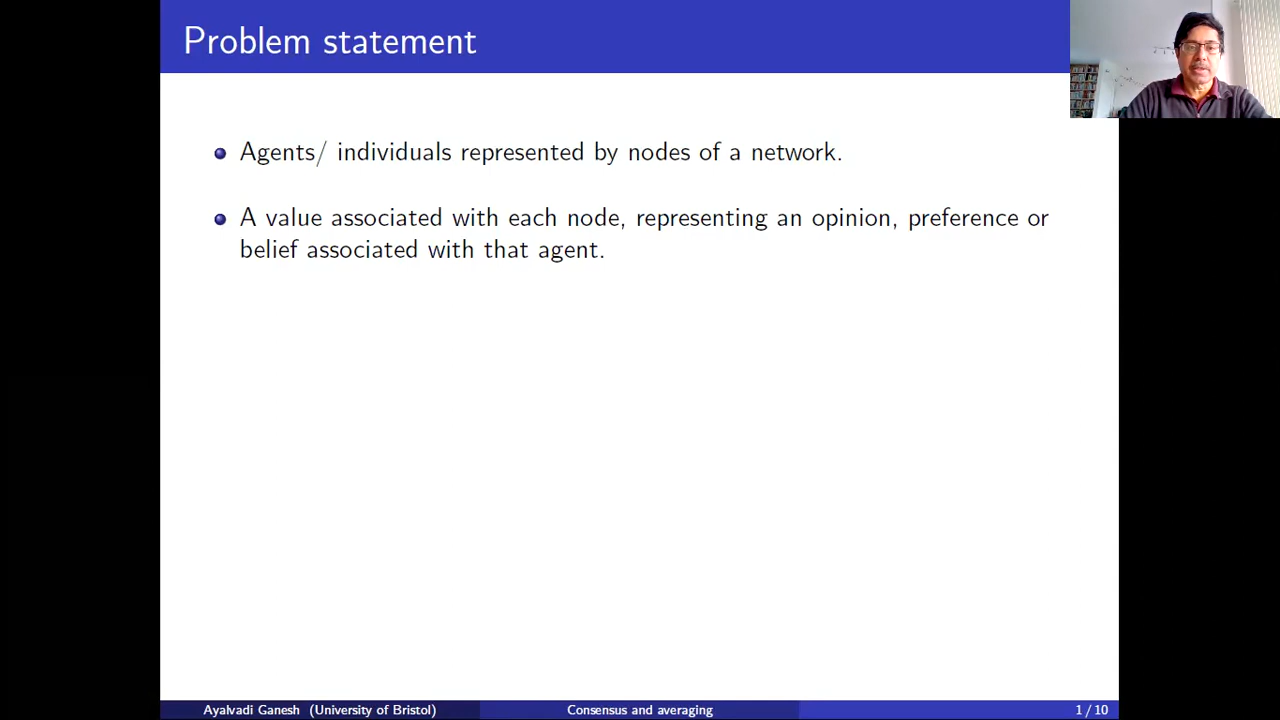 Problem statement
Agents/ individuals represented by nodes of a network.
A value associated with each node, representing an opinion, preference or
belief associated with that agent.
Ayalvadi Ganesh (University of Bristol) Consensus and averaging 1 / 10